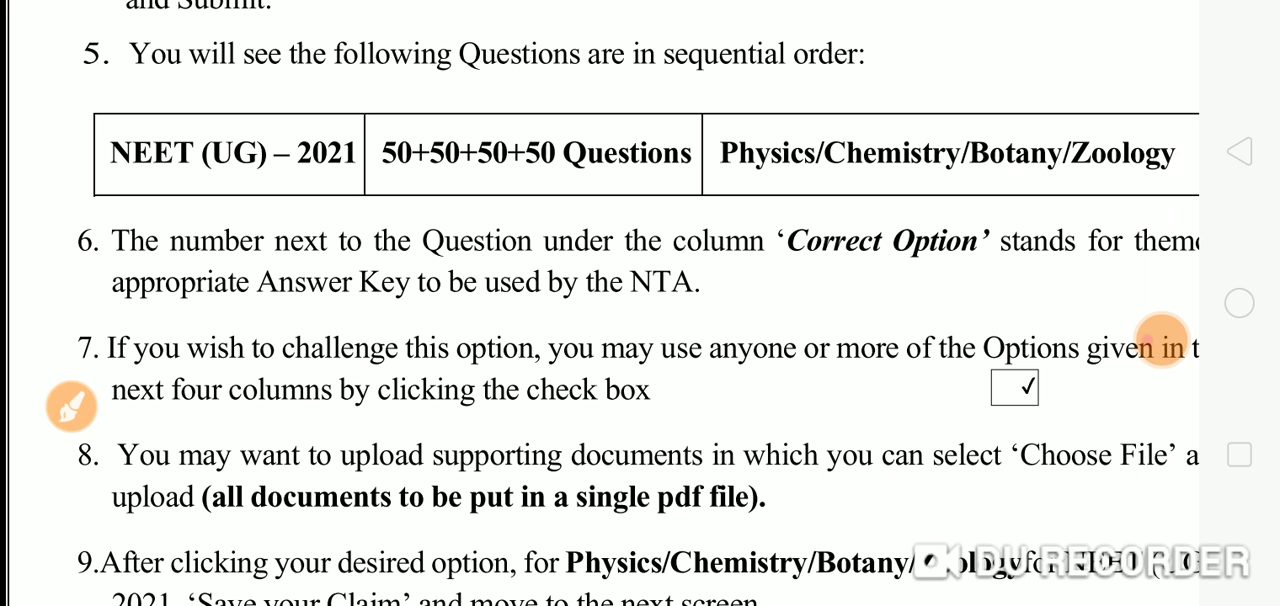 and Submit.
5. You will see the following Questions are in sequential order:
NEET (UG) – 2021 50+50+50+50 Questions Physics/Chemistry/Botany/Zoology
6. The number next to the Question under the column ‘Correct Option’ stands for
appropriate Answer Key to be used by the NTA.
7. If you wish to challenge this option, you may use anyone or more of the Options given in
next four columns by clicking the check box ✓
8. You may want to upload supporting documents in which you can select ‘Choose File’
upload (all documents to be put in a single pdf file).
9.After clicking your desired option, for Physics/Chemistry/Botany/
DU RECORDER
2021, ‘Save your Claim’ and move to the next screen